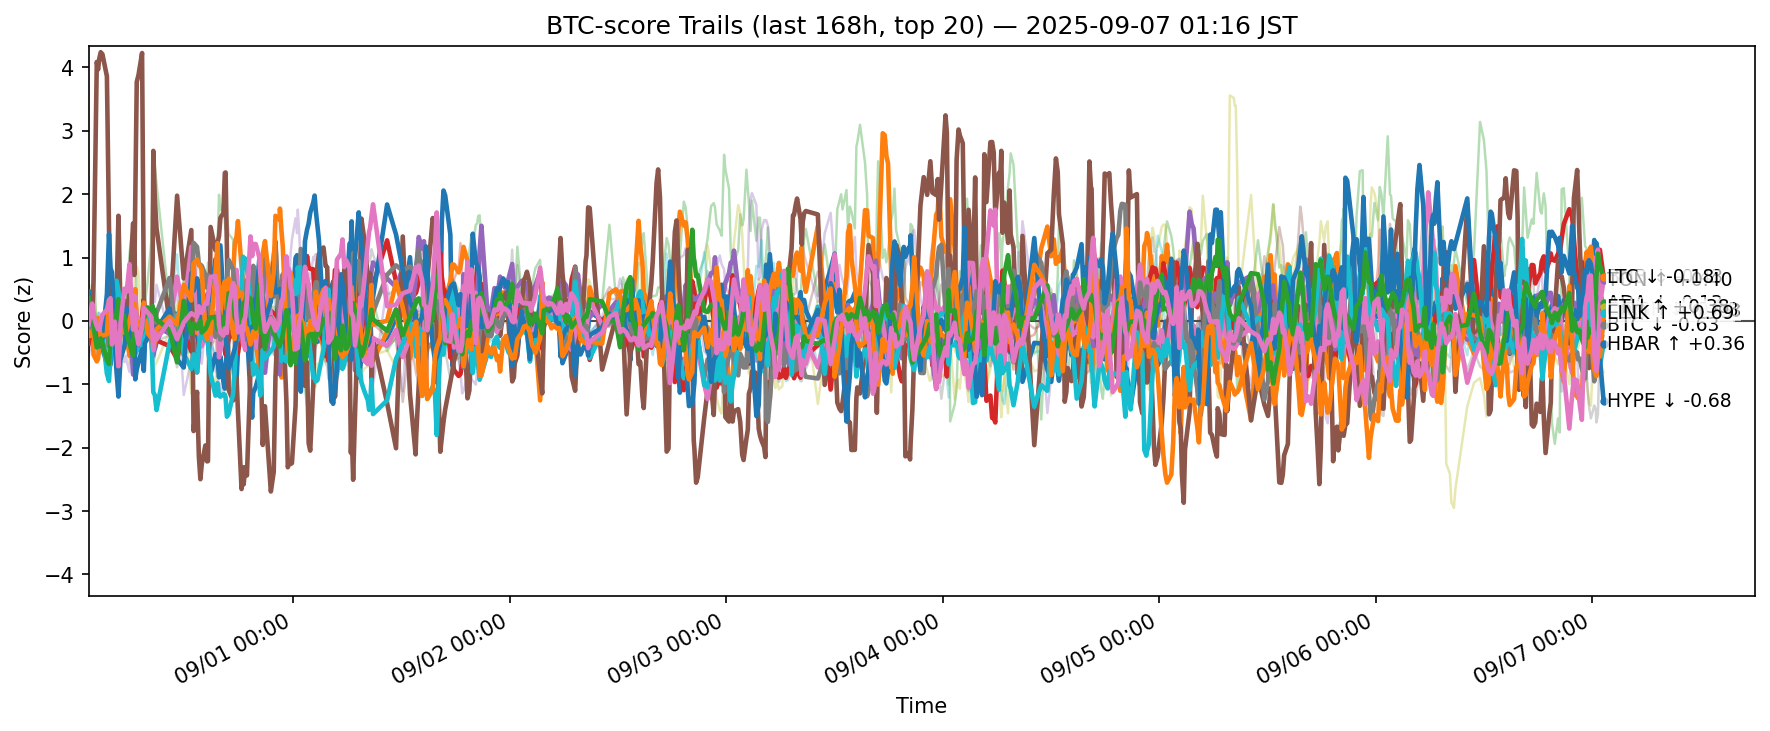 BTC-score Trails (last 168h, top 20) — 2025-09-07 01:16 JST
Score (z)
4
3
2
1
0
−1
−2
−3
−4
LTC ↓
LINK ↑ +0.69
BTC ↓ -0.63
HBAR ↑ +0.36
HYPE ↓ -0.68
09/01 00:00
09/02 00:00
09/03 00:00
09/04 00:00
09/05 00:00
09/06 00:00
09/07 00:00
Time